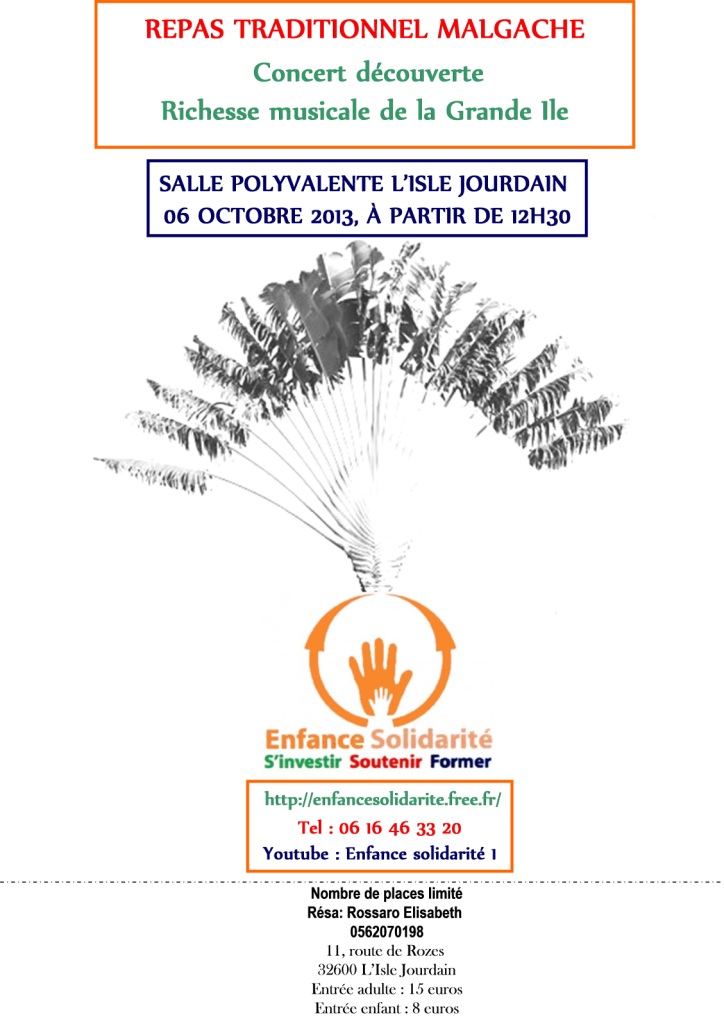 REPAS TRADITIONNEL MALGACHE
Concert découverte
Richesse musicale de la Grande Ile
SALLE POLYVALENTE L'ISLE JOURDAIN
06 OCTOBRE 2013, À PARTIR DE 12H30
Enfance Solidarité
S'investir Soutenir Former
http://enfancesolidarite.free.fr/
Tel : 06 16 46 33 20
Youtube : Enfance solidarité 1
Nombre de places limité
Résa: Rossaro Elisabeth
0562070198
11, route de Rozes
32600 L'Isle Jourdain
Entrée adulte : 15 euros
Entrée enfant : 8 euros